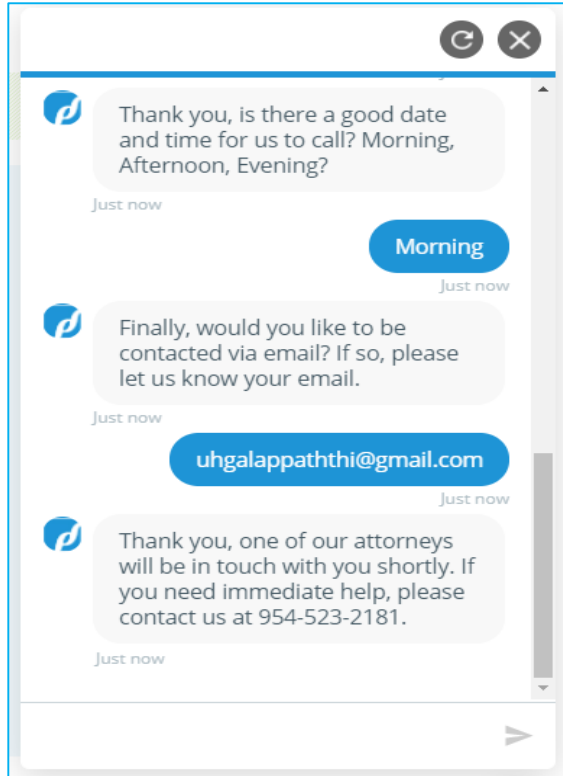 Thank you, is there a good date
and time for us to call? Morning,
Afternoon, Evening?
Just now
Morning
Just now
Finally, would you like to be
contacted via email? If so, please
let us know your email.
Just now
uhgalappaththi@gmail.com
Just now
Thank you, one of our attorneys
will be in touch with you shortly. If
you need immediate help, please
contact us at 954-523-2181.
Just now